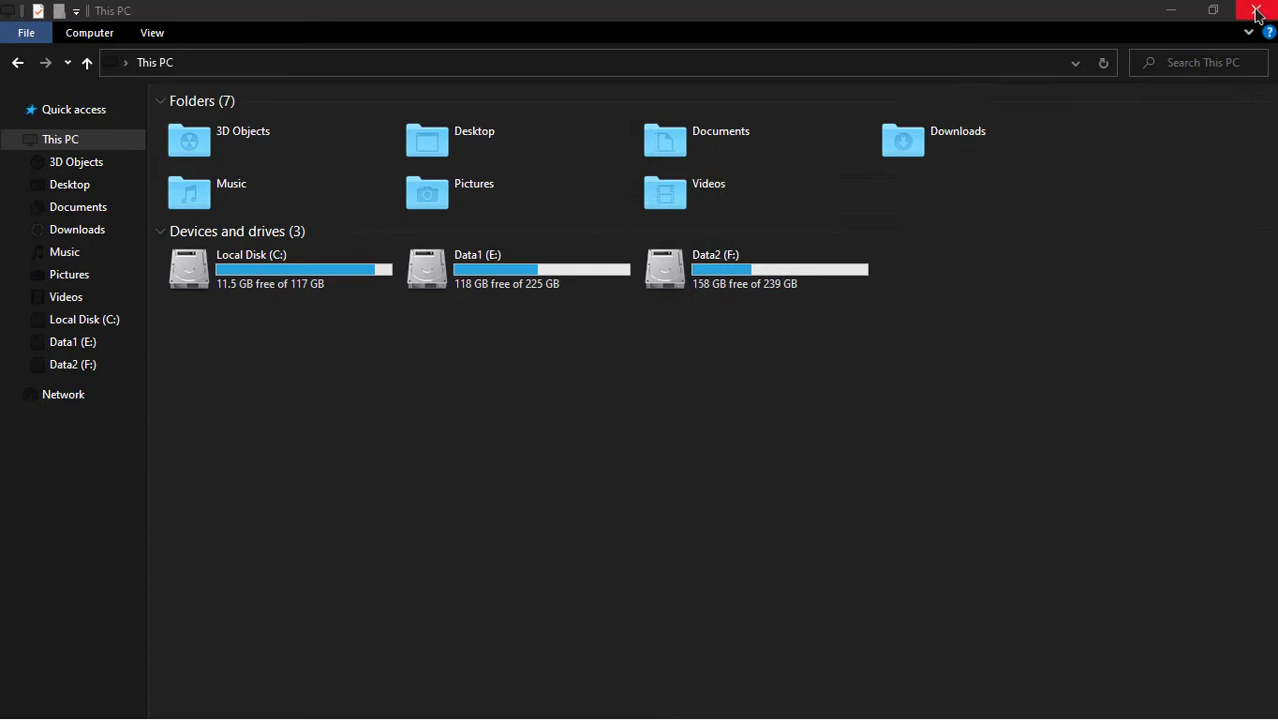 This PC
File Computer View
This PC
Search This PC
Quick access
This PC
3D Objects
Desktop
Documents
Downloads
Music
Pictures
Videos
Local Disk (C:)
Data1 (E:)
Data2 (F:)
Network
Folders (7)
3D Objects
Desktop
Documents
Downloads
Music
Pictures
Videos
Devices and drives (3)
Local Disk (C:)
11.5 GB free of 117 GB
Data1 (E:)
118 GB free of 225 GB
Data2 (F:)
158 GB free of 239 GB